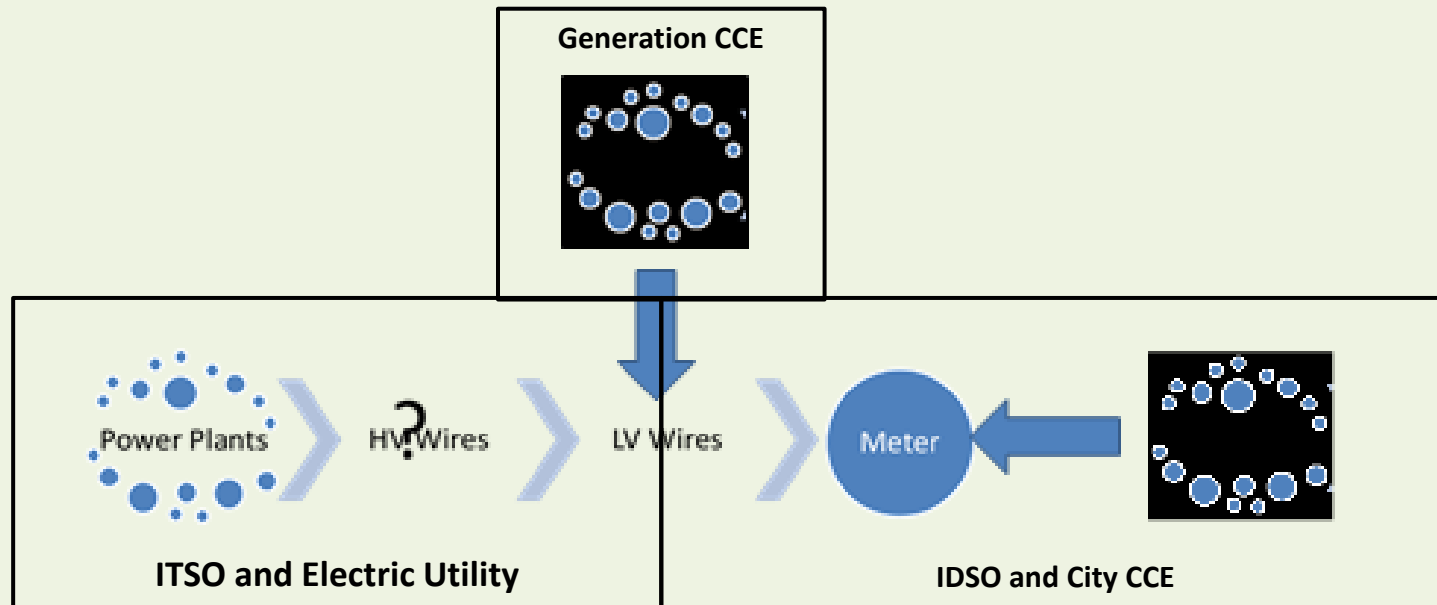 Generation CCE
Power Plants
HV Wires
?
LV Wires
Meter
ITSO and Electric Utility
IDSO and City CCE